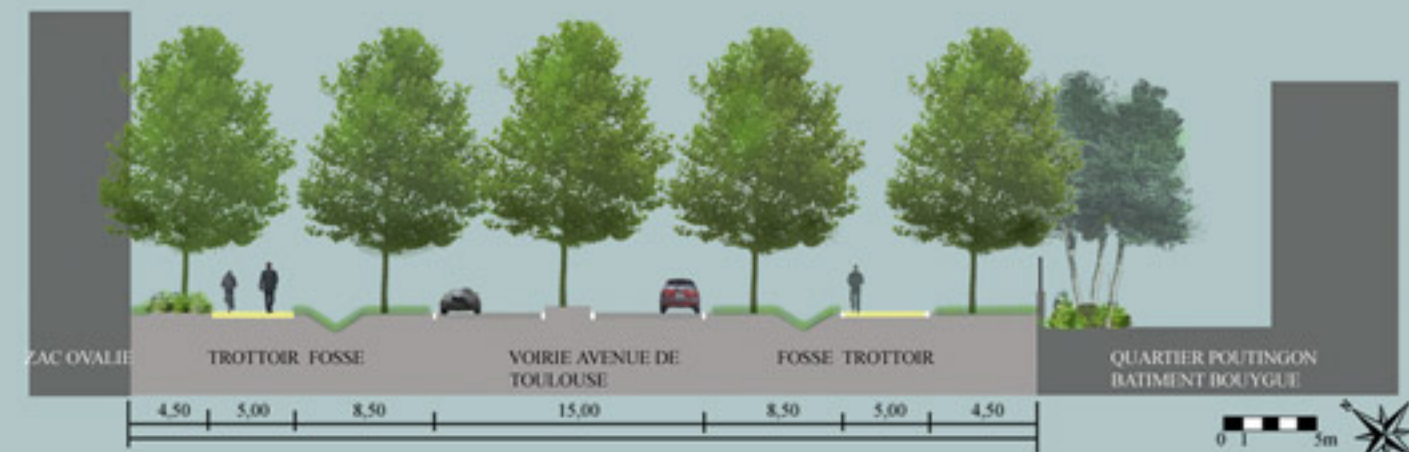 ZAC OVALIE
TROTTOIR FOSSE
VOIRIE AVENUE DE
TOULOUSE
FOSSE TROTTOIR
QUARTIER POUTINGON
BATIMENT BOUYGUE
4,50 5,00 8,50 15,00 8,50 5,00 4,50
0 1 5m